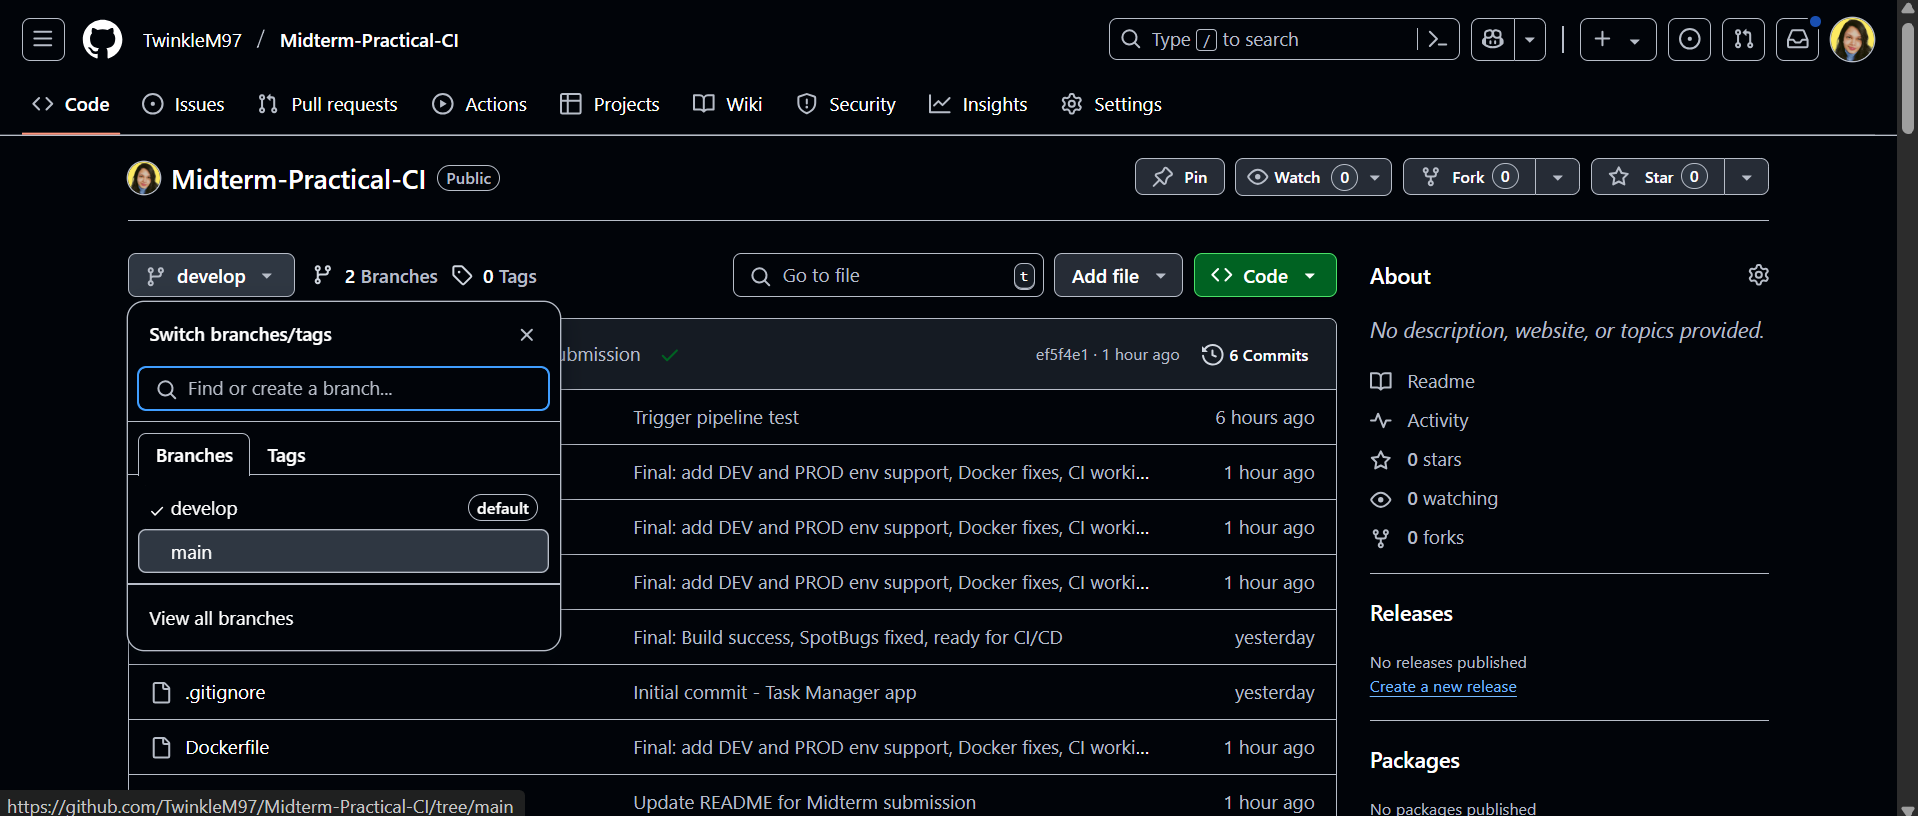 TwinkleM97 / Midterm-Practical-CI
Type / to search
Code Issues Pull requests Actions Projects Wiki Security Insights Settings
Midterm-Practical-CI Public
Pin Watch 0 Fork 0 Star 0
develop 2 Branches 0 Tags Go to file t Add file Code
Switch branches/tags
Find or create a branch...
Branches Tags
develop default
main
View all branches
ubmission ef5f4e1 · 1 hour ago 6 Commits
Trigger pipeline test 6 hours ago
Final: add DEV and PROD env support, Docker fixes, CI worki... 1 hour ago
Final: add DEV and PROD env support, Docker fixes, CI worki... 1 hour ago
Final: add DEV and PROD env support, Docker fixes, CI worki... 1 hour ago
Final: Build success, SpotBugs fixed, ready for CI/CD yesterday
.gitignore Initial commit - Task Manager app yesterday
Dockerfile Final: add DEV and PROD env support, Docker fixes, CI worki... 1 hour ago
Update README for Midterm submission 1 hour ago
About
No description, website, or topics provided.
Readme
Activity
0 stars
0 watching
0 forks
Releases
No releases published
Create a new release
Packages
No packages published
https://github.com/TwinkleM97/Midterm-Practical-CI/tree/main